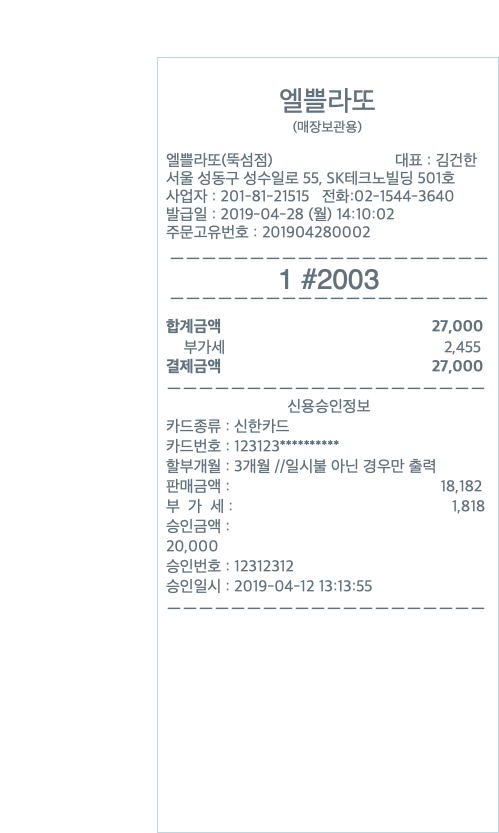 엘쁠라또
(매장보관용)
엘쁠라또(뚝섬점) 대표 : 김건한
서울 성동구 성수일로 55, SK테크노빌딩 501호
사업자 : 201-81-21515 전화:02-1544-3640
발급일 : 2019-04-28 (월) 14:10:02
주문고유번호 : 201904280002
1 #2003
합계금액 27,000
부가세 2,455
결제금액 27,000
신용승인정보
카드종류 : 신한카드
카드번호 : 123123**********
할부개월 : 3개월 //일시불 아닌 경우만 출력
판매금액 : 18,182
부 가 세 : 1,818
승인금액 :
20,000
승인번호 : 12312312
승인일시 : 2019-04-12 13:13:55